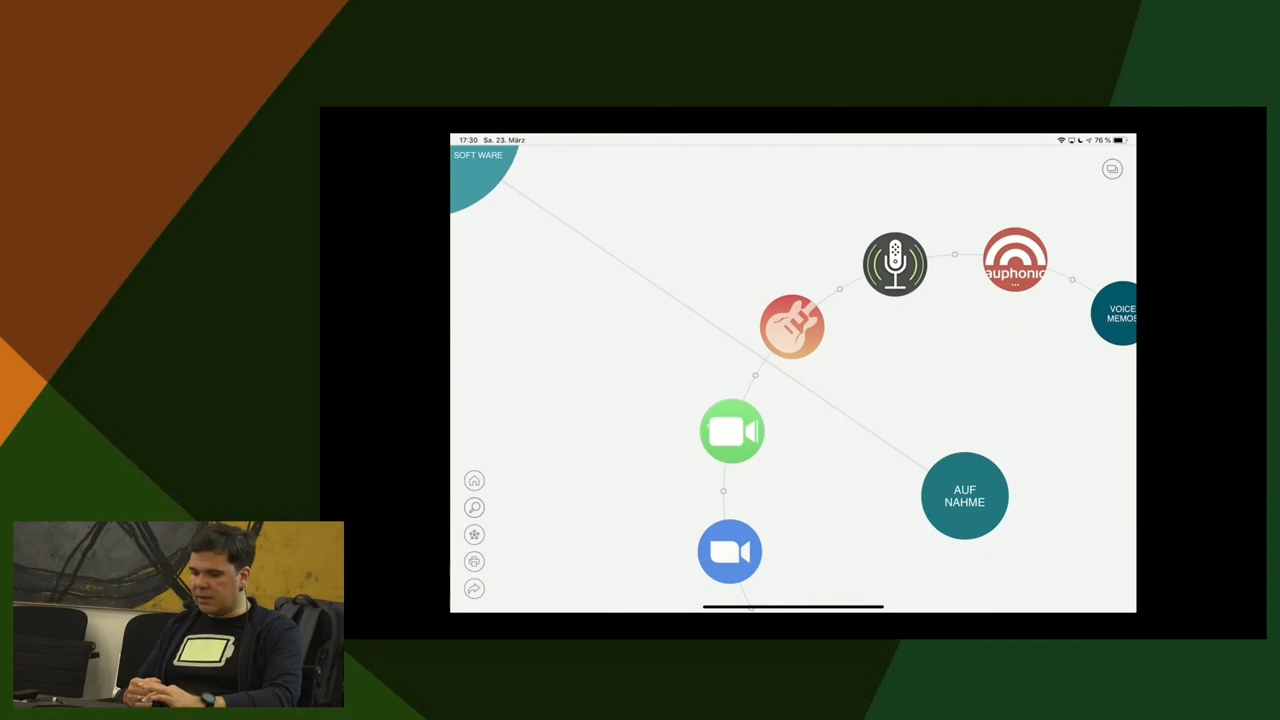 17:30 Sa. 23. März
76 %
SOFT WARE
auphonic
...
VOICE
MEMOS
AUF
NAHME